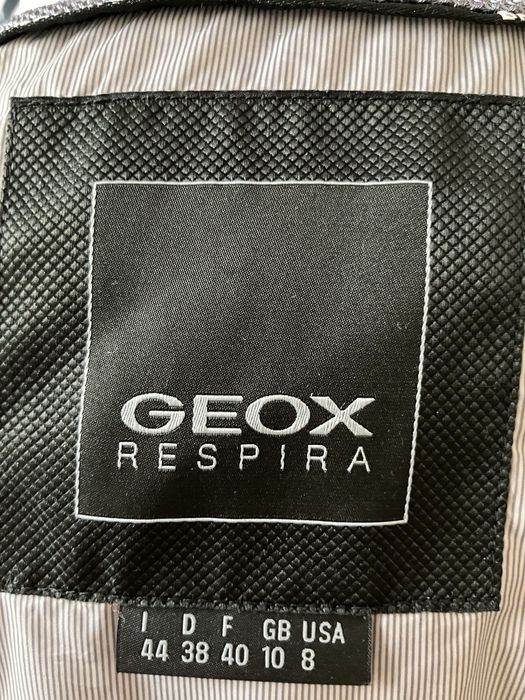 GEOX
RESPIRA
I D F GB USA
44 38 40 10 8